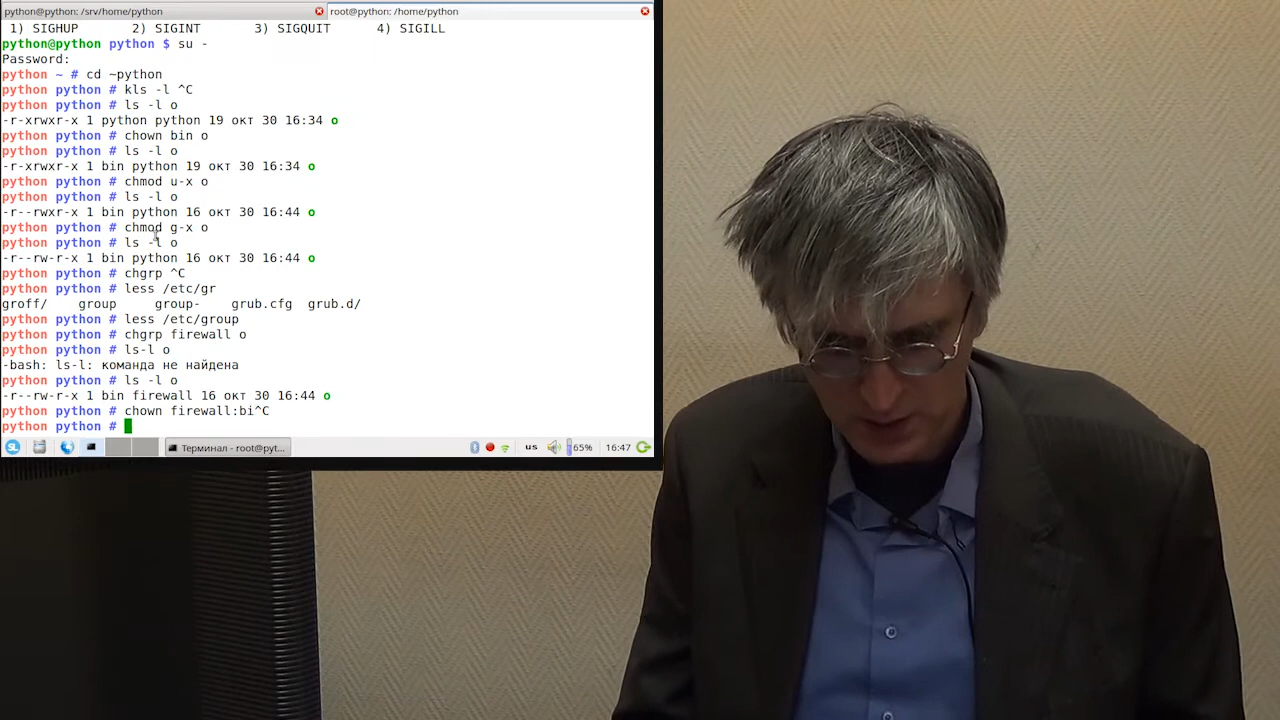 python@python: /srv/home/python
root@python: /home/python
1) SIGHUP 2) SIGINT 3) SIGQUIT 4) SIGILL
python@python python $ su -
Password:
python ~ # cd ~python
python python # kls -l ^C
python python # ls -l o
-r-xrwxr-x 1 python python 19 окт 30 16:34 o
python python # chown bin o
python python # ls -l o
-r-xrwxr-x 1 bin python 19 окт 30 16:34 o
python python # chmod u-x o
python python # ls -l o
-r--rwxr-x 1 bin python 16 окт 30 16:44 o
python python # chmod g-x o
python python # ls -l o
-r--rw-r-x 1 bin python 16 окт 30 16:44 o
python python # chgrp ^C
python python # less /etc/gr
groff/ group group- grub.cfg grub.d/
python python # less /etc/group
python python # chgrp firewall o
python python # ls-l o
-bash: ls-l: команда не найдена
python python # ls -l o
-r--rw-r-x 1 bin firewall 16 окт 30 16:44 o
python python # chown firewall:bi^C
python python #
Терминал - root@pyt...
us
65%
16:47